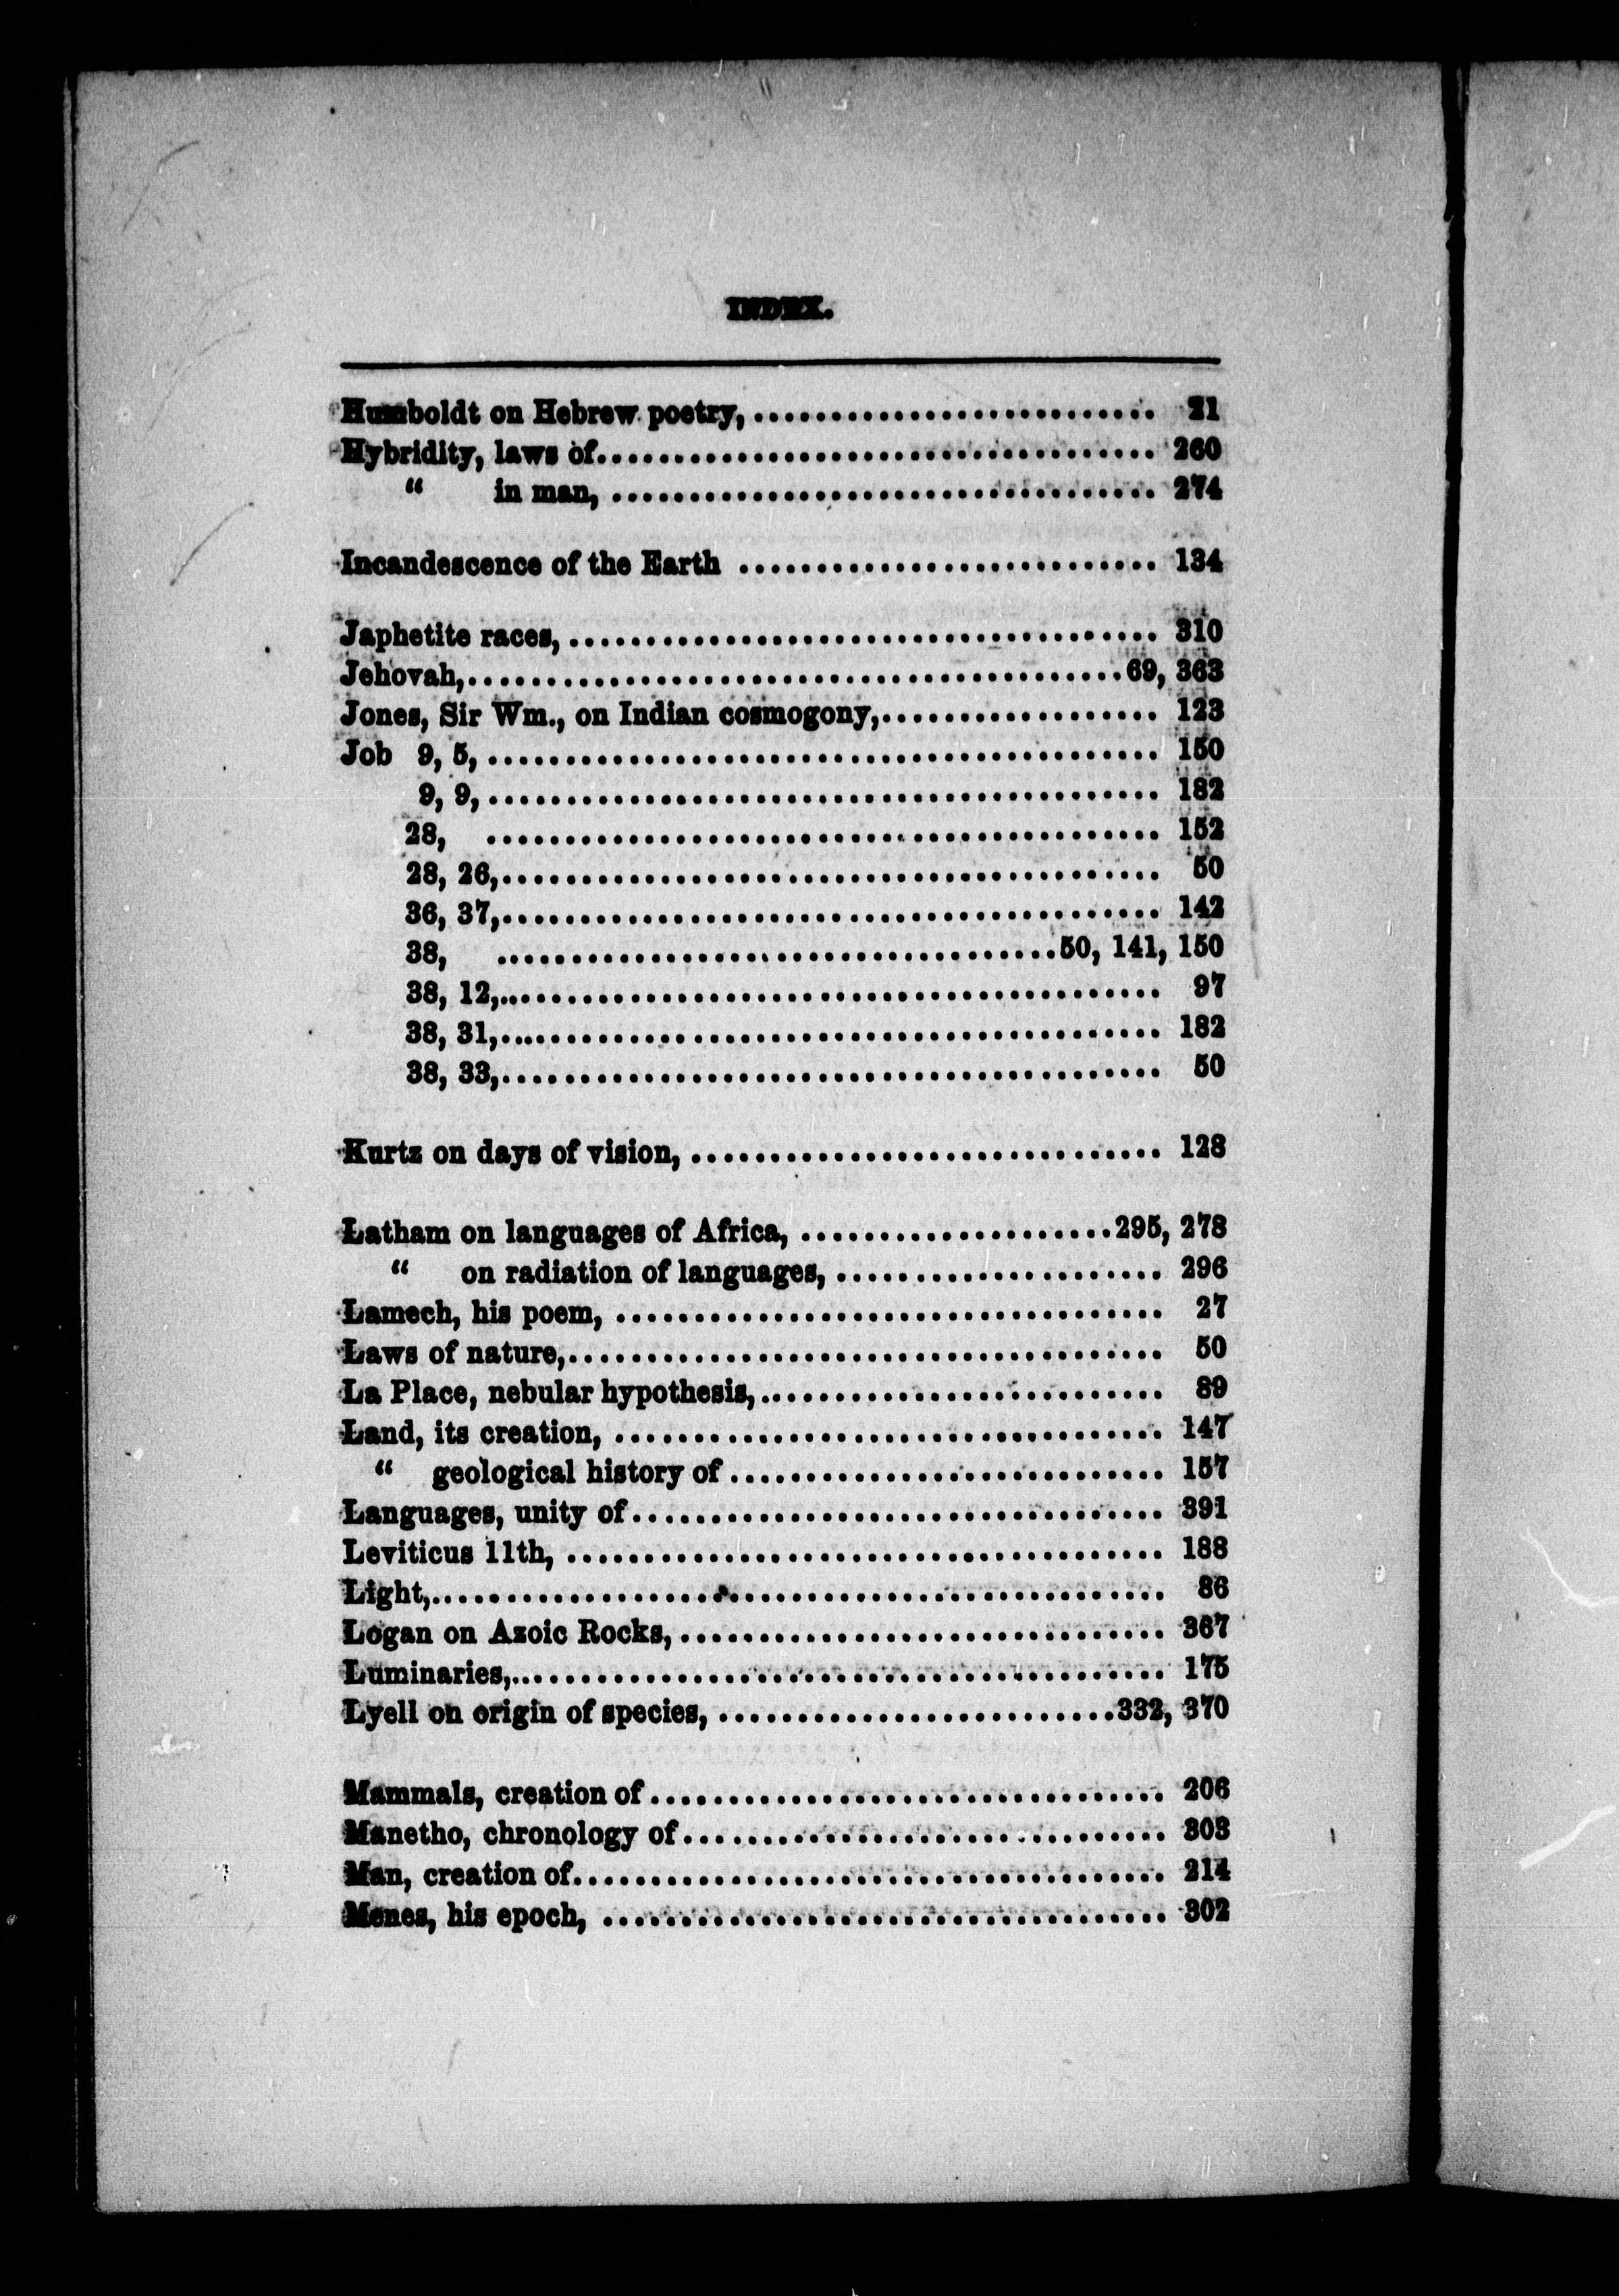 INDEX.
Humboldt on Hebrew poetry, .......................... 21
Hybridity, laws of.................................... 260
“ in man, ................................... 274
Incandescence of the Earth ........................... 134
Japhetite races, ...................................... 310
Jehovah,..........................................69, 363
Jones, Sir Wm., on Indian cosmogony,.................. 123
Job 9, 5, ........................................... 150
9, 9, ........................................... 182
28, ........................................... 152
28, 26,.......................................... 50
36, 37,.......................................... 142
38, ....................................50, 141, 150
38, 12,.......................................... 97
38, 31,.......................................... 182
38, 33,.......................................... 50
Kurtz on days of vision, .............................. 128
Latham on languages of Africa, ....................295, 278
“ on radiation of languages, ..................... 296
Lamech, his poem, ................................... 27
Laws of nature,...................................... 50
La Place, nebular hypothesis,.......................... 89
Land, its creation, ................................... 147
“ geological history of ............................ 157
Languages, unity of.................................. 391
Leviticus 11th, ...................................... 188
Light,............................................... 86
Logan on Azoic Rocks, ............................... 367
Luminaries,.......................................... 175
Lyell on origin of species, .........................332, 370
Mammals, creation of................................. 206
Manetho, chronology of............................... 303
Man, creation of...................................... 214
Menes, his epoch, .................................... 302